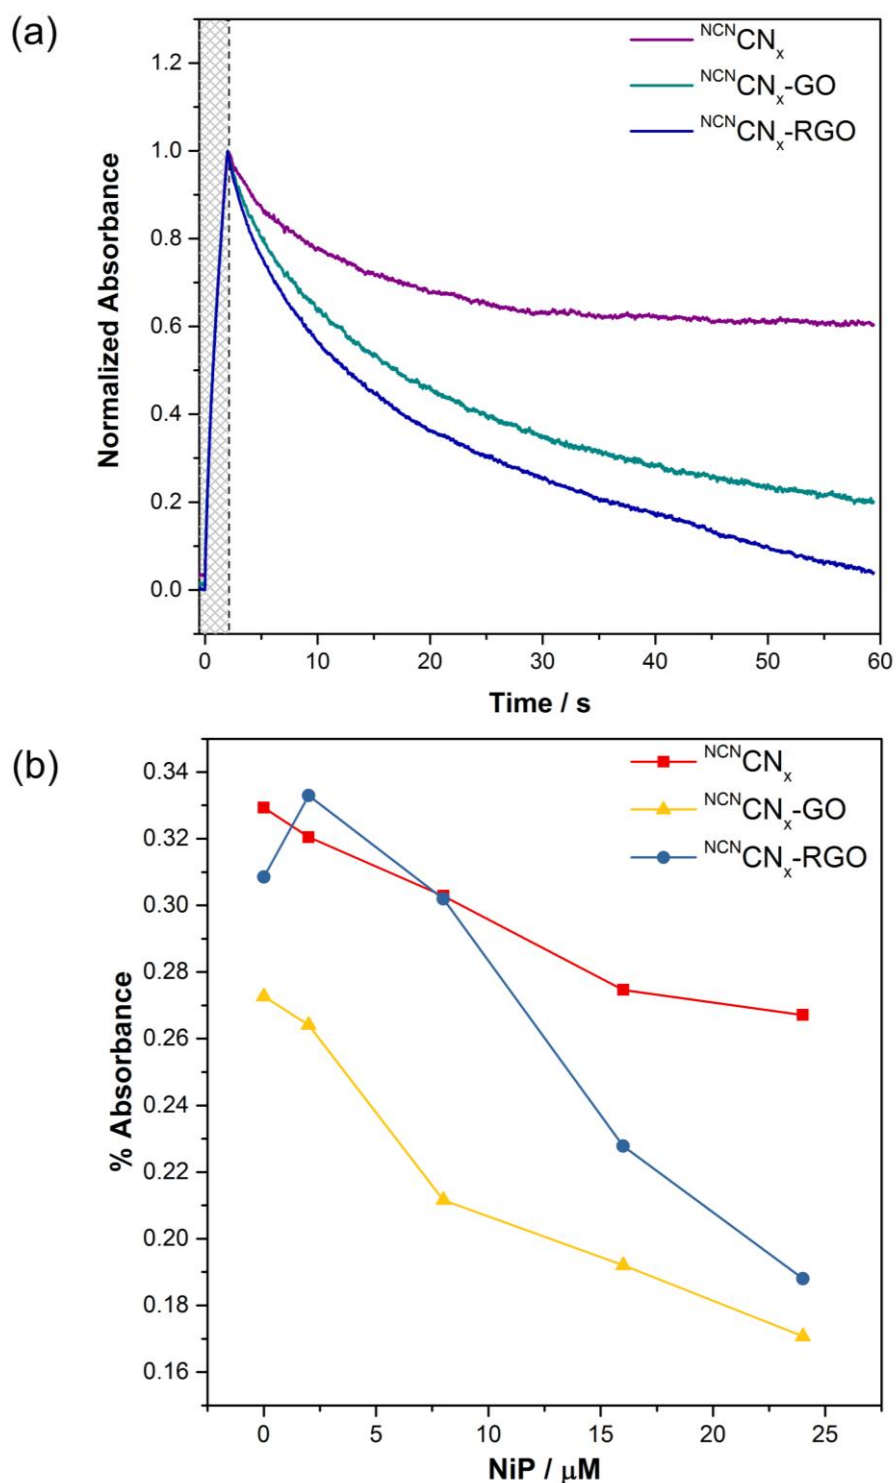 (a)
Normalized Absorbance
1.2
1.0
0.8
0.6
0.4
0.2
0.0
NCNCNx
NCNCNx-GO
NCNCNx-RGO
0 10 20 30 40 50 60
Time / s
(b)
% Absorbance
0.34
0.32
0.30
0.28
0.26
0.24
0.22
0.20
0.18
0.16
NCNCNx
NCNCNx-GO
NCNCNx-RGO
0 5 10 15 20 25
NiP / μM